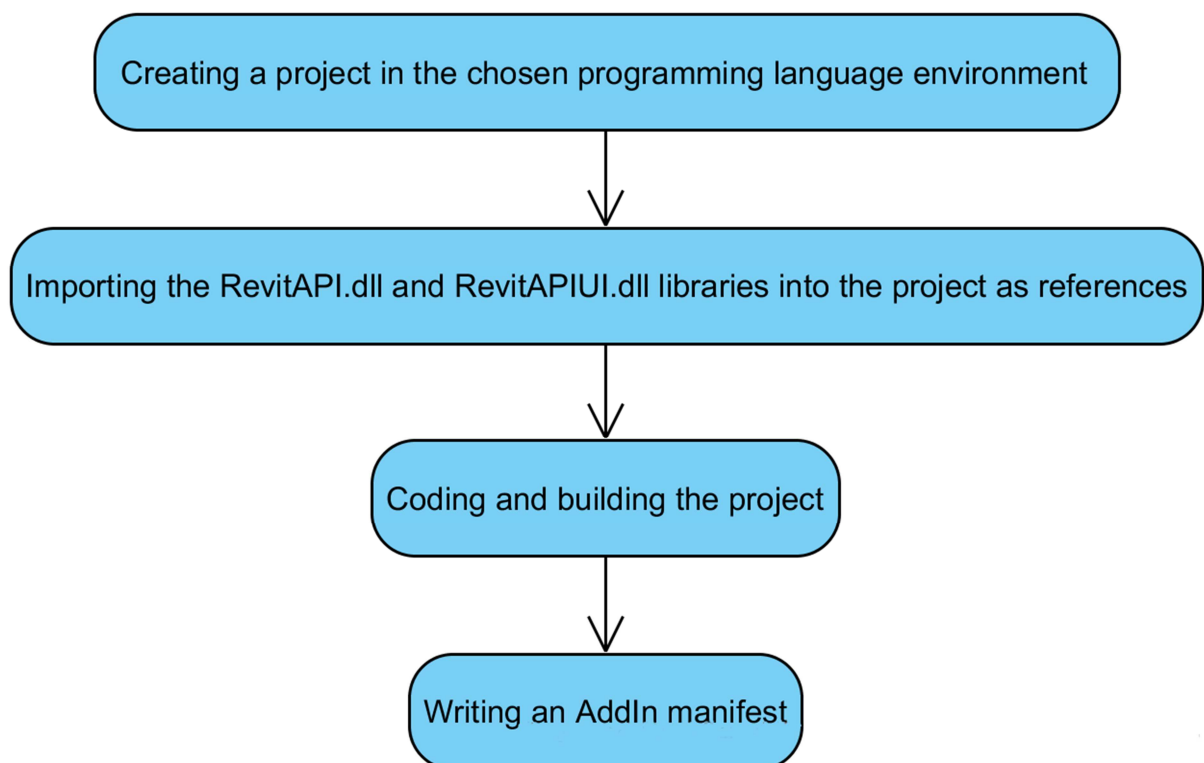 Creating a project in the chosen programming language environment
Importing the RevitAPI.dll and RevitAPIUI.dll libraries into the project as references
Coding and building the project
Writing an AddIn manifest